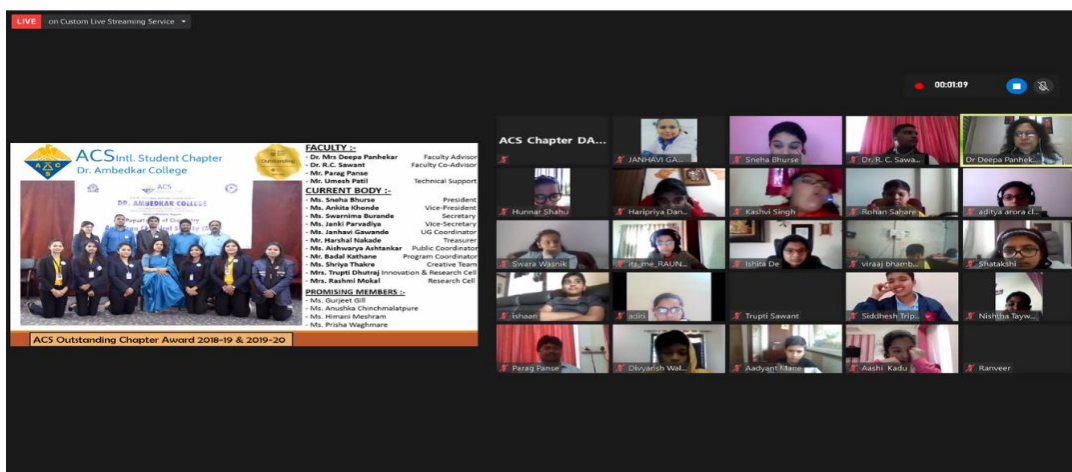 LIVE on Custom Live Streaming Service
00:01:09
ACS Intl. Student Chapter
Dr. Ambedkar College
Outstanding
ACS
DR. AMBEDKAR COLLEGE
FACULTY :-
- Dr. Mrs Deepa Panhekar Faculty Advisor
- Dr. R.C. Sawant Faculty Co-Advisor
- Mr. Parag Panse
- Mr. Umesh Patil Technical Support
CURRENT BODY :-
- Ms. Sneha Bhurse President
- Ms. Ankita Khonde Vice-President
- Ms. Swarnima Burande Secretary
- Ms. Janki Parvadiya Vice-Secretary
- Ms. Janhavi Gawande UG Coordinator
- Mr. Harshal Nakade Treasurer
- Ms. Aishwarya Ashtankar Public Coordinator
- Mr. Badal Kathane Program Coordinator
- Ms. Shriya Thakre Creative Team
- Mrs. Trupti Dhutraj Innovation & Research Cell
- Mrs. Rashmi Mokal Research Cell
PROMISING MEMBERS :-
- Ms. Gurjeet Gill
- Ms. Anushka Chinchmalatpure
- Ms. Himani Meshram
- Ms. Prisha Waghmare
ACS Outstanding Chapter Award 2018-19 & 2019-20
ACS Chapter DA...
JANHAVI GA...
Sneha Bhurse
Dr. R. C. Sawa...
Dr Deepa Panhek...
Hunnar Shahu
Haripriya Dan...
Kashvi Singh
Rohan Sahare
aditya arora cl...
Swara Wasnik
ita_me_RAUN...
Ishita De
viraaj bhamb...
Shatakshi
ishaan
aditi
Trupti Sawant
Siddhesh Trip...
Nishtha Tayw...
Parag Panse
Divyansh Wal...
Aadyant Mane
Aashi Kadu
Ranveer